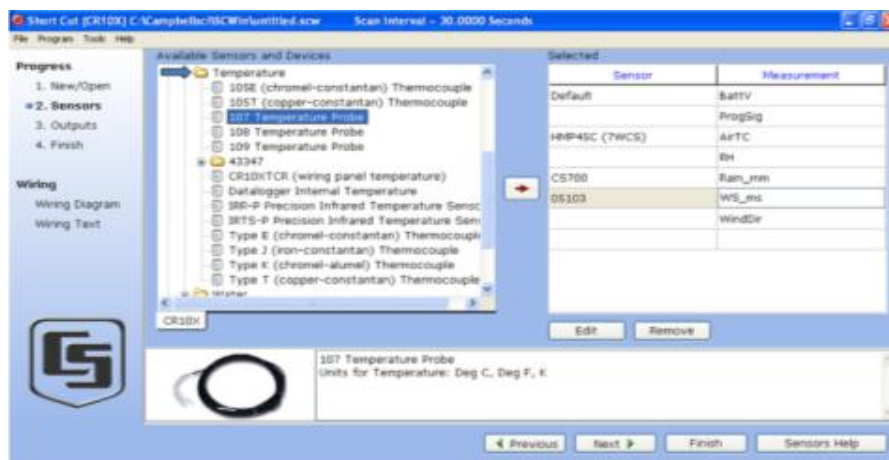 Short Cut (CR10X) C:\Campbellsci\SCWin\untitled.scw Scan Interval = 30.0000 Seconds
File Program Tools Help
Progress
1. New/Open
2. Sensors
3. Outputs
4. Finish
Wiring
Wiring Diagram
Wiring Text
Available Sensors and Devices
Temperature
105E (chromel-constantan) Thermocouple
105T (copper-constantan) Thermocouple
107 Temperature Probe
108 Temperature Probe
109 Temperature Probe
43347
CR10XTCR (wiring panel temperature)
Datalogger Internal Temperature
IRR-P Precision Infrared Temperature Senso
IRTS-P Precision Infrared Temperature Sen
Type E (chromel-constantan) Thermocouple
Type J (iron-constantan) Thermocouple
Type K (chromel-alumel) Thermocouple
Type T (copper-constantan) Thermocouple
Water
CR10X
Selected
Sensor Measurement
Default BattV
ProgSig
HMP45C (7WCS) AirTC
RH
CS700 Rain_mm
05103 WS_ms
WindDir
Edit Remove
107 Temperature Probe
Units for Temperature: Deg C, Deg F, K
Previous Next Finish Sensors Help